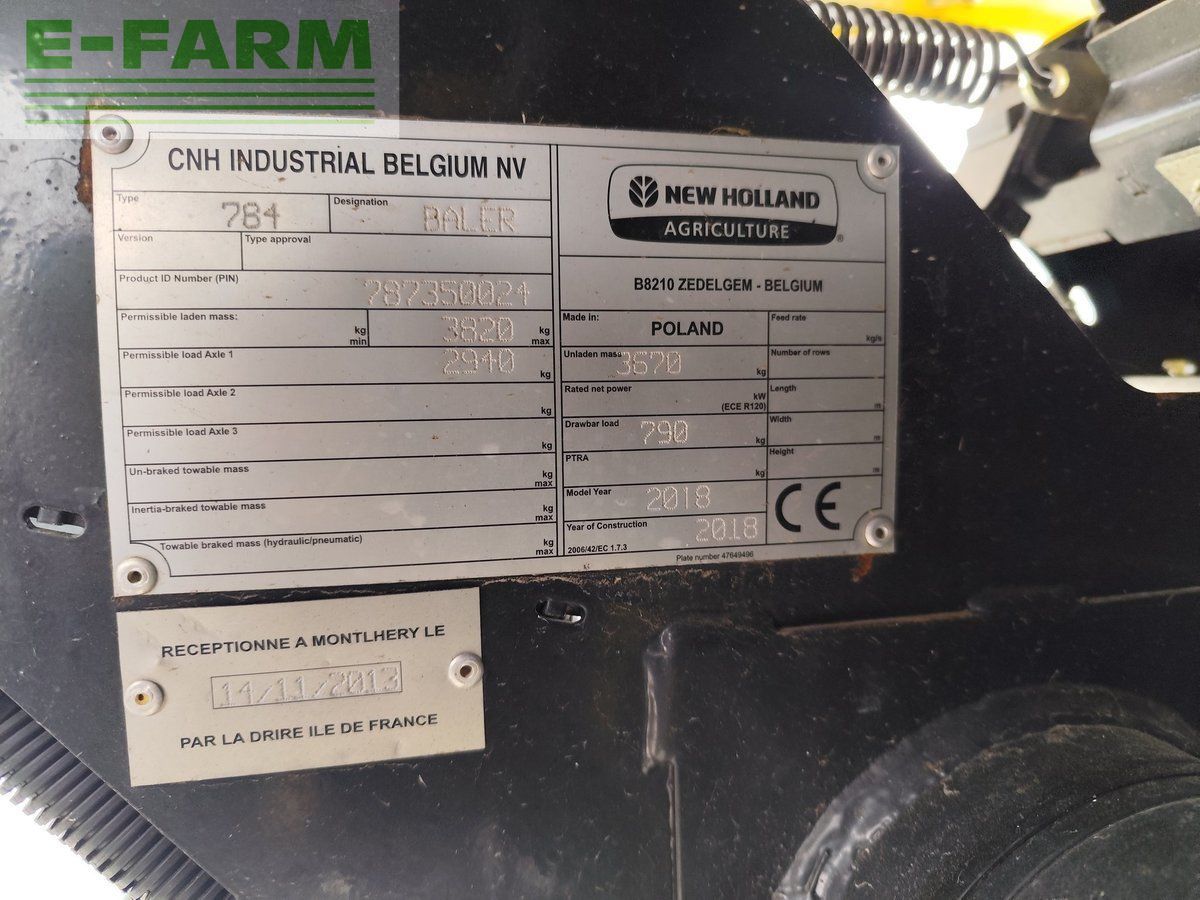 E-FARM
CNH INDUSTRIAL BELGIUM NV
Type 784 Designation BALER
Version Type approval
Product ID Number (PIN) 787350024
Permissible laden mass: kg min 3820 kg max
Permissible load Axle 1 2940 kg
Permissible load Axle 2 kg
Permissible load Axle 3 kg
Un-braked towable mass kg max
Inertia-braked towable mass kg max
Towable braked mass (hydraulic/pneumatic) kg max
NEW HOLLAND
AGRICULTURE ®
B8210 ZEDELGEM - BELGIUM
Made in: POLAND Feed rate kg/s
Unladen mass 3670 kg Number of rows
Rated net power kW (ECE R120) Length m
Drawbar load 790 kg Width m
PTRA kg Height m
Model Year 2018
Year of Construction 2018
2006/42/EC 1.7.3
CE
Plate number 47649496
RECEPTIONNE A MONTLHERY LE
14/11/2013
PAR LA DRIRE ILE DE FRANCE